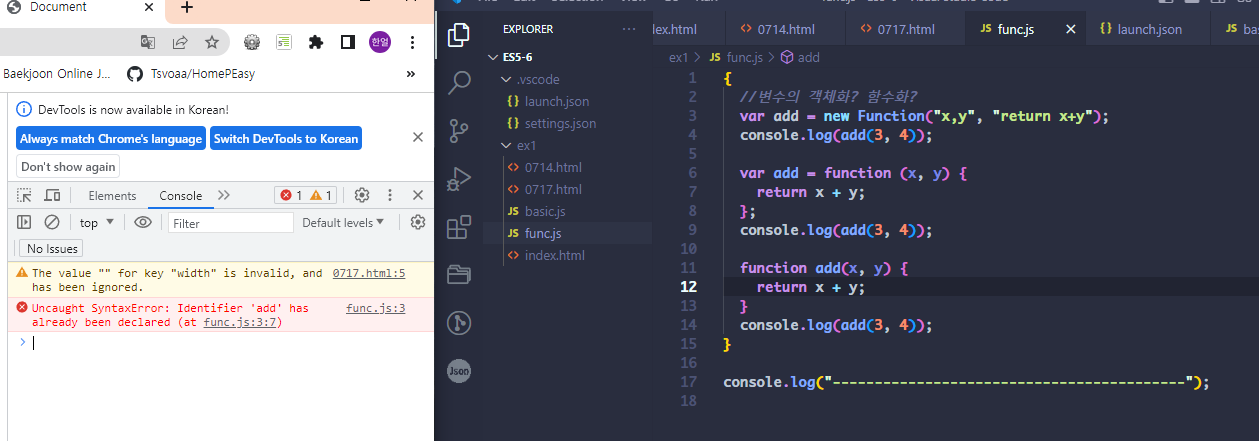 Document
한얼
Baekjoon Online J...
Tsvoaa/HomePEasy
»
DevTools is now available in Korean!
Always match Chrome's language
Switch DevTools to Korean
Don't show again
Elements
Console
»
1
1
top
Filter
Default levels
No Issues
The value "" for key "width" is invalid, and
has been ignored.
0717.html:5
Uncaught SyntaxError: Identifier 'add' has
already been declared (at func.js:3:7)
func.js:3
>
EXPLORER
ES5-6
.vscode
{} launch.json
{} settings.json
ex1
<> 0714.html
<> 0717.html
JS basic.js
JS func.js
<> index.html
Json
dex.html
<> 0714.html
<> 0717.html
JS func.js
{} launch.json
JS bas
ex1 > JS func.js > add
1 {
2 //변수의 객체화? 함수화?
3 var add = new Function("x,y", "return x+y");
4 console.log(add(3, 4));
5
6 var add = function (x, y) {
7 return x + y;
8 };
9 console.log(add(3, 4));
10
11 function add(x, y) {
12 return x + y;
13 }
14 console.log(add(3, 4));
15 }
16
17 console.log("------------------------------------------");
18